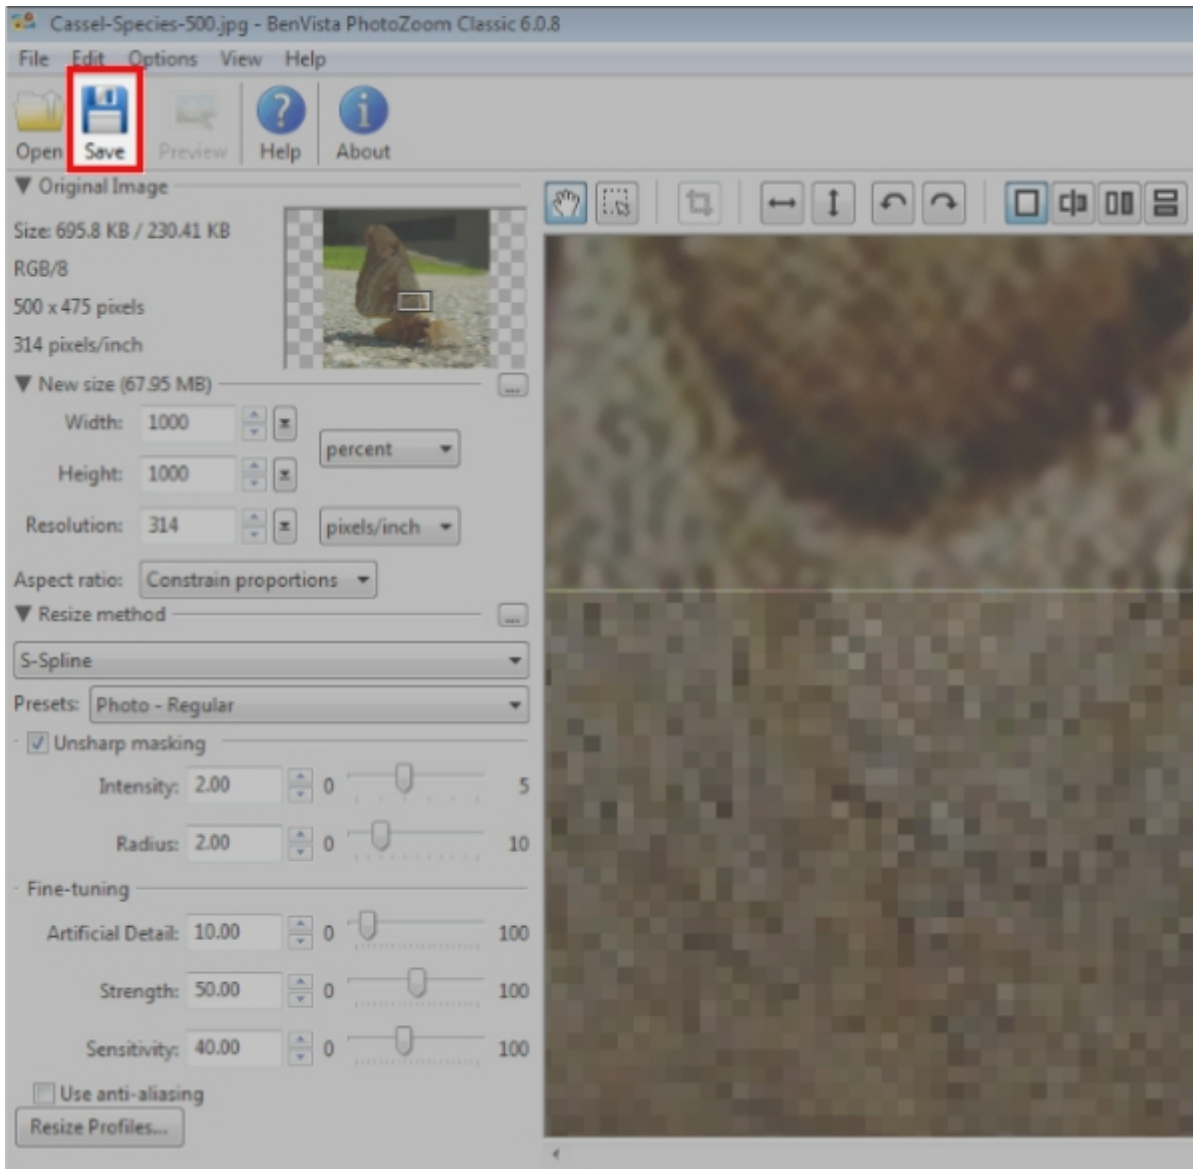 Cassel-Species-500.jpg - BenVista PhotoZoom Classic 6.0.8
File Edit Options View Help
Open Save Preview Help About
Original Image
Size: 695.8 KB / 230.41 KB
RGB/8
500 x 475 pixels
314 pixels/inch
New size (67.95 MB) ...
Width: 1000
percent
Height: 1000
Resolution: 314 pixels/inch
Aspect ratio: Constrain proportions
Resize method ...
S-Spline
Presets: Photo - Regular
Unsharp masking
Intensity: 2.00 0 5
Radius: 2.00 0 10
Fine-tuning
Artificial Detail: 10.00 0 100
Strength: 50.00 0 100
Sensitivity: 40.00 0 100
Use anti-aliasing
Resize Profiles...